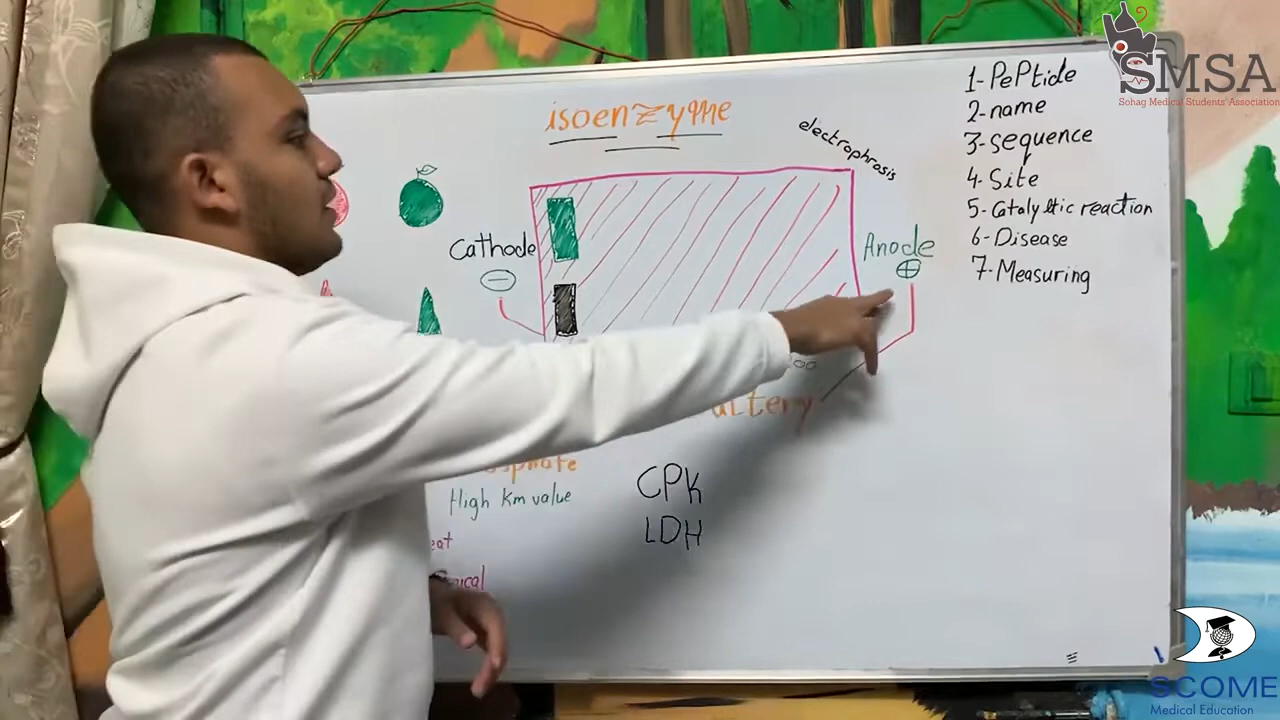 isoenzyme
electrophrosis
Cathode
−
Anode
+
High Km value
CPK
LDH
1-PePtide
2-name
3-sequence
4-Site
5-Catalytic reaction
6-Disease
7-Measuring
SMSA
Sohag Medical Students' Association
SCOME
Medical Education